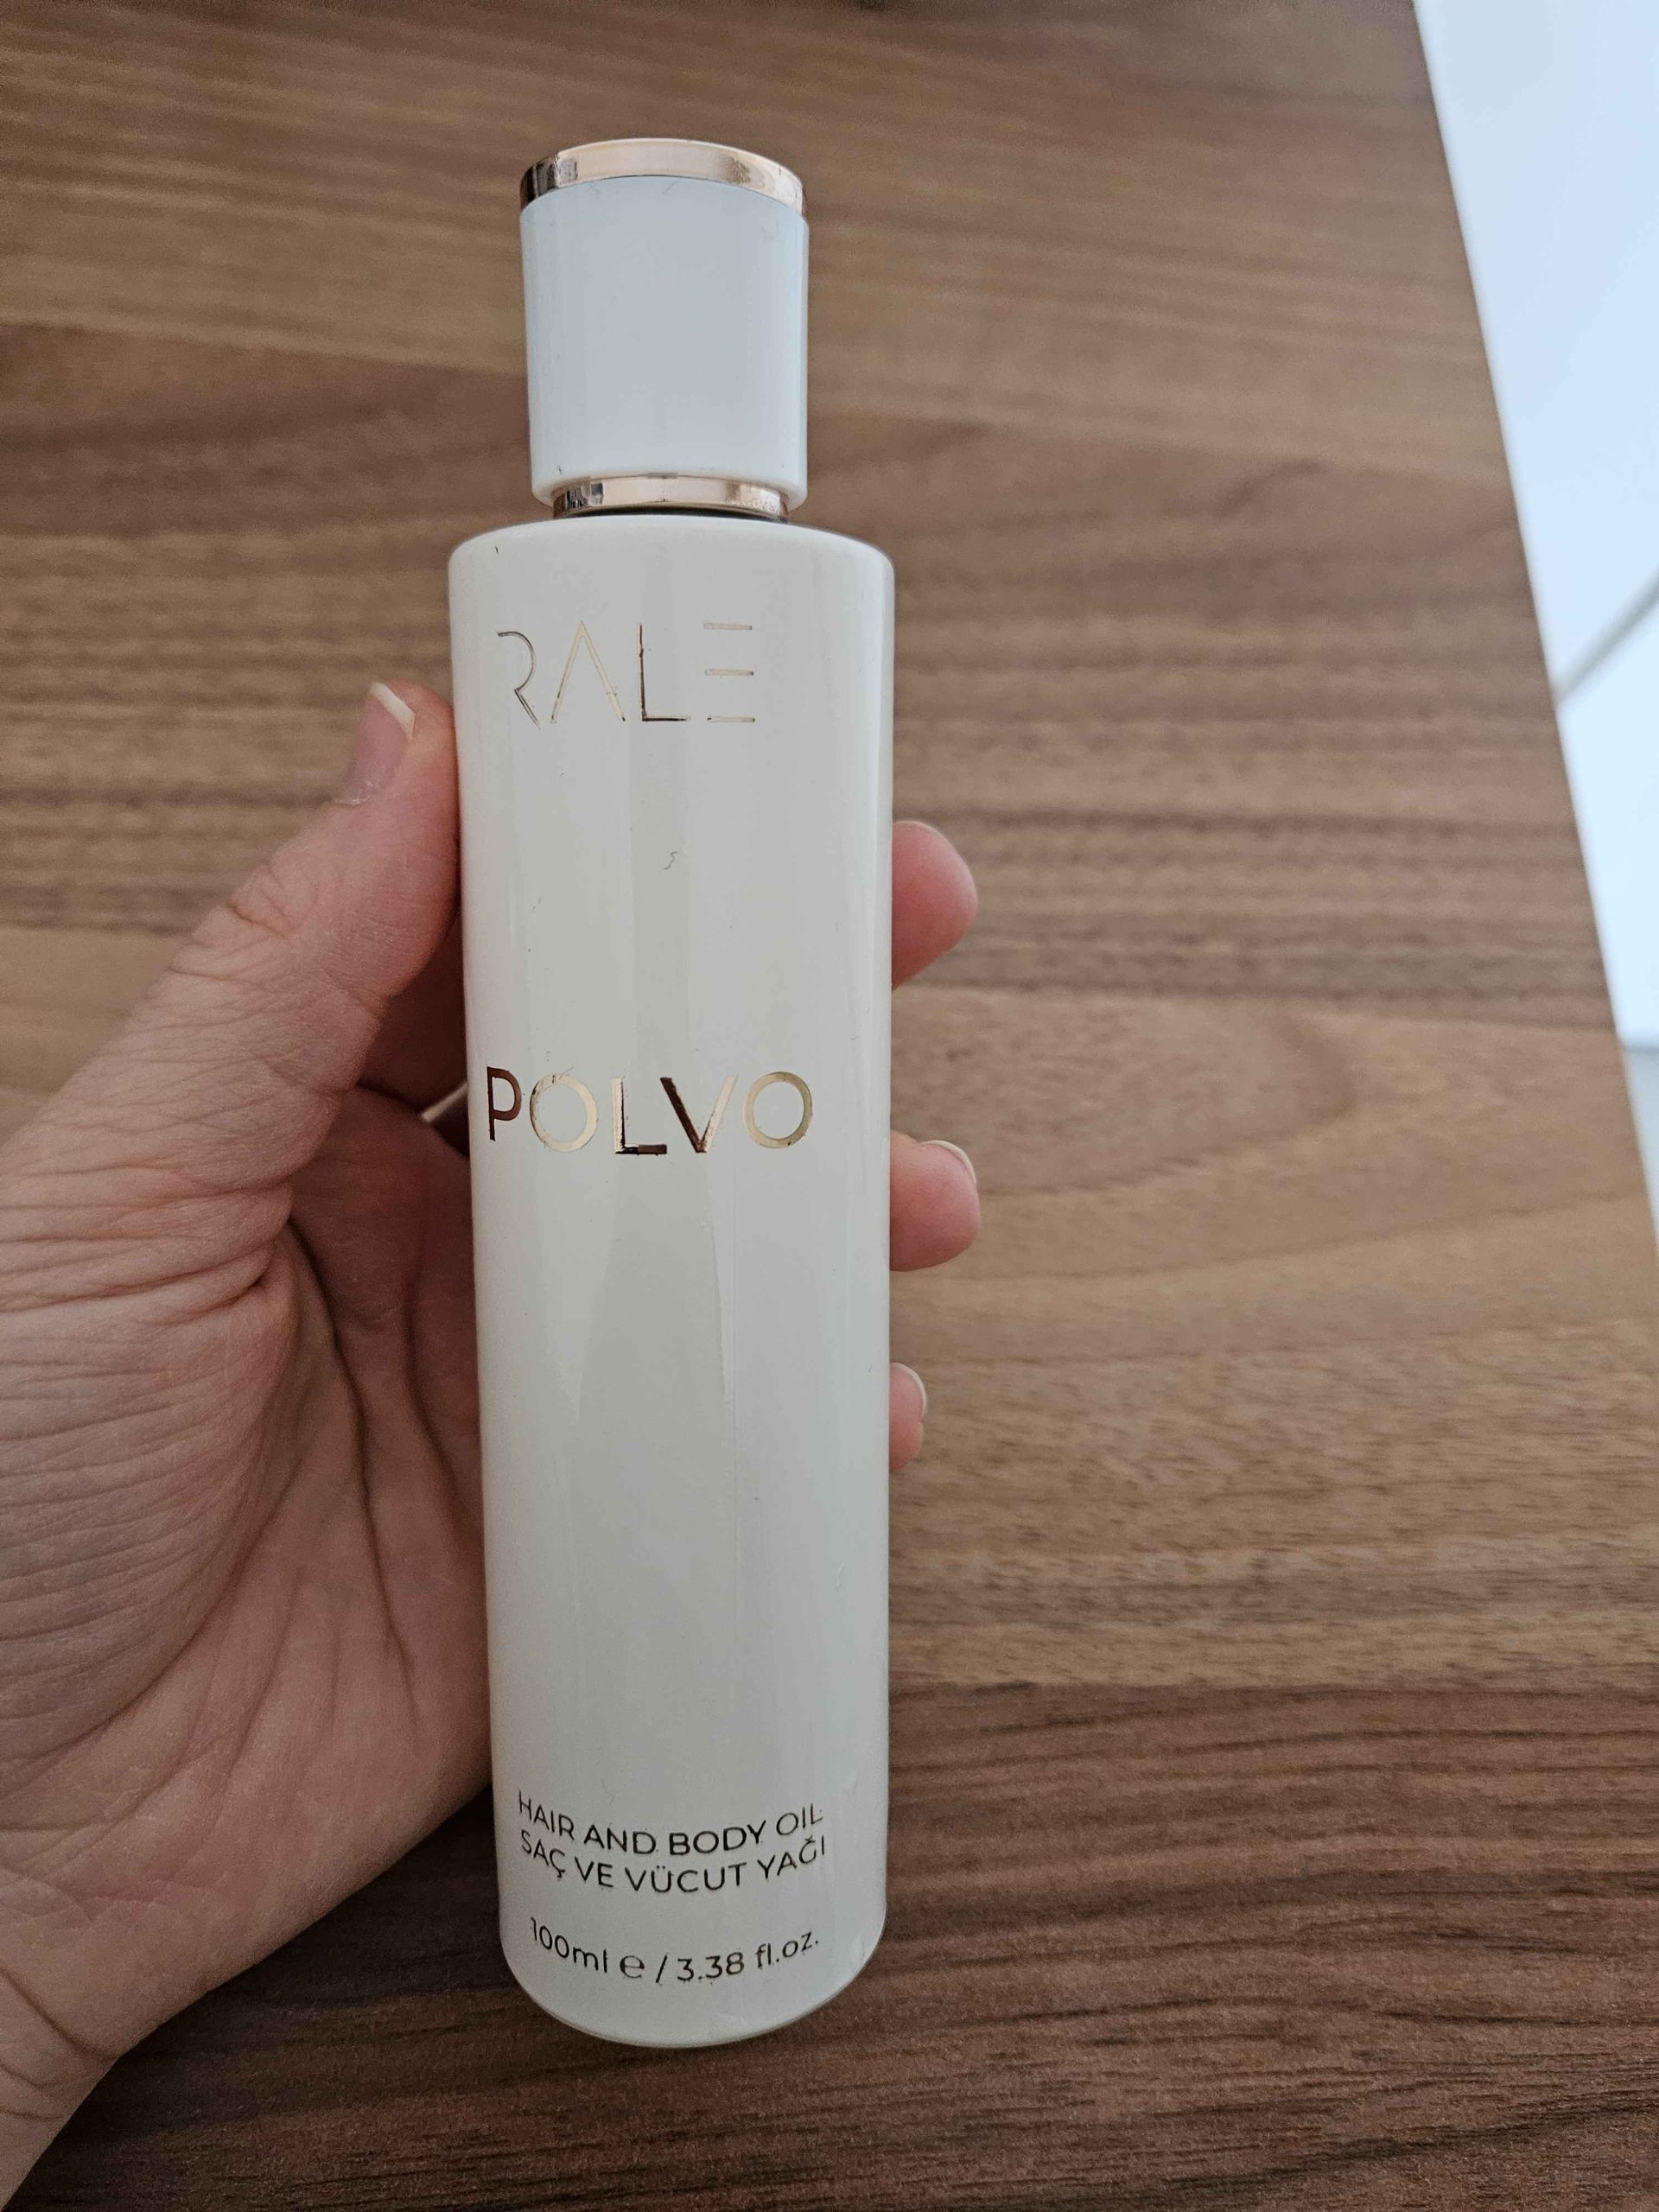 RALE
POLVO
HAIR AND BODY OIL
SAÇ VE VÜCUT YAĞI
100ml ℮ / 3.38 fl.oz.